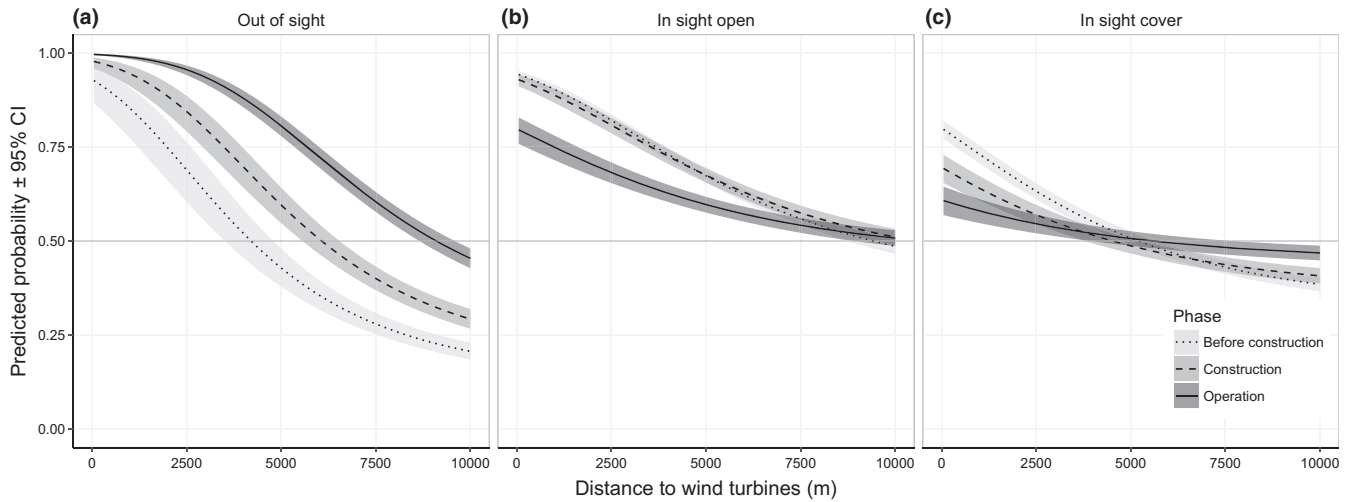 (a)
Out of sight
(b)
In sight open
(c)
In sight cover
Predicted probability ± 95% CI
1.00
0.75
0.50
0.25
0.00
0 2500 5000 7500 10000
0 2500 5000 7500 10000
0 2500 5000 7500 10000
Distance to wind turbines (m)
Phase
Before construction
Construction
Operation